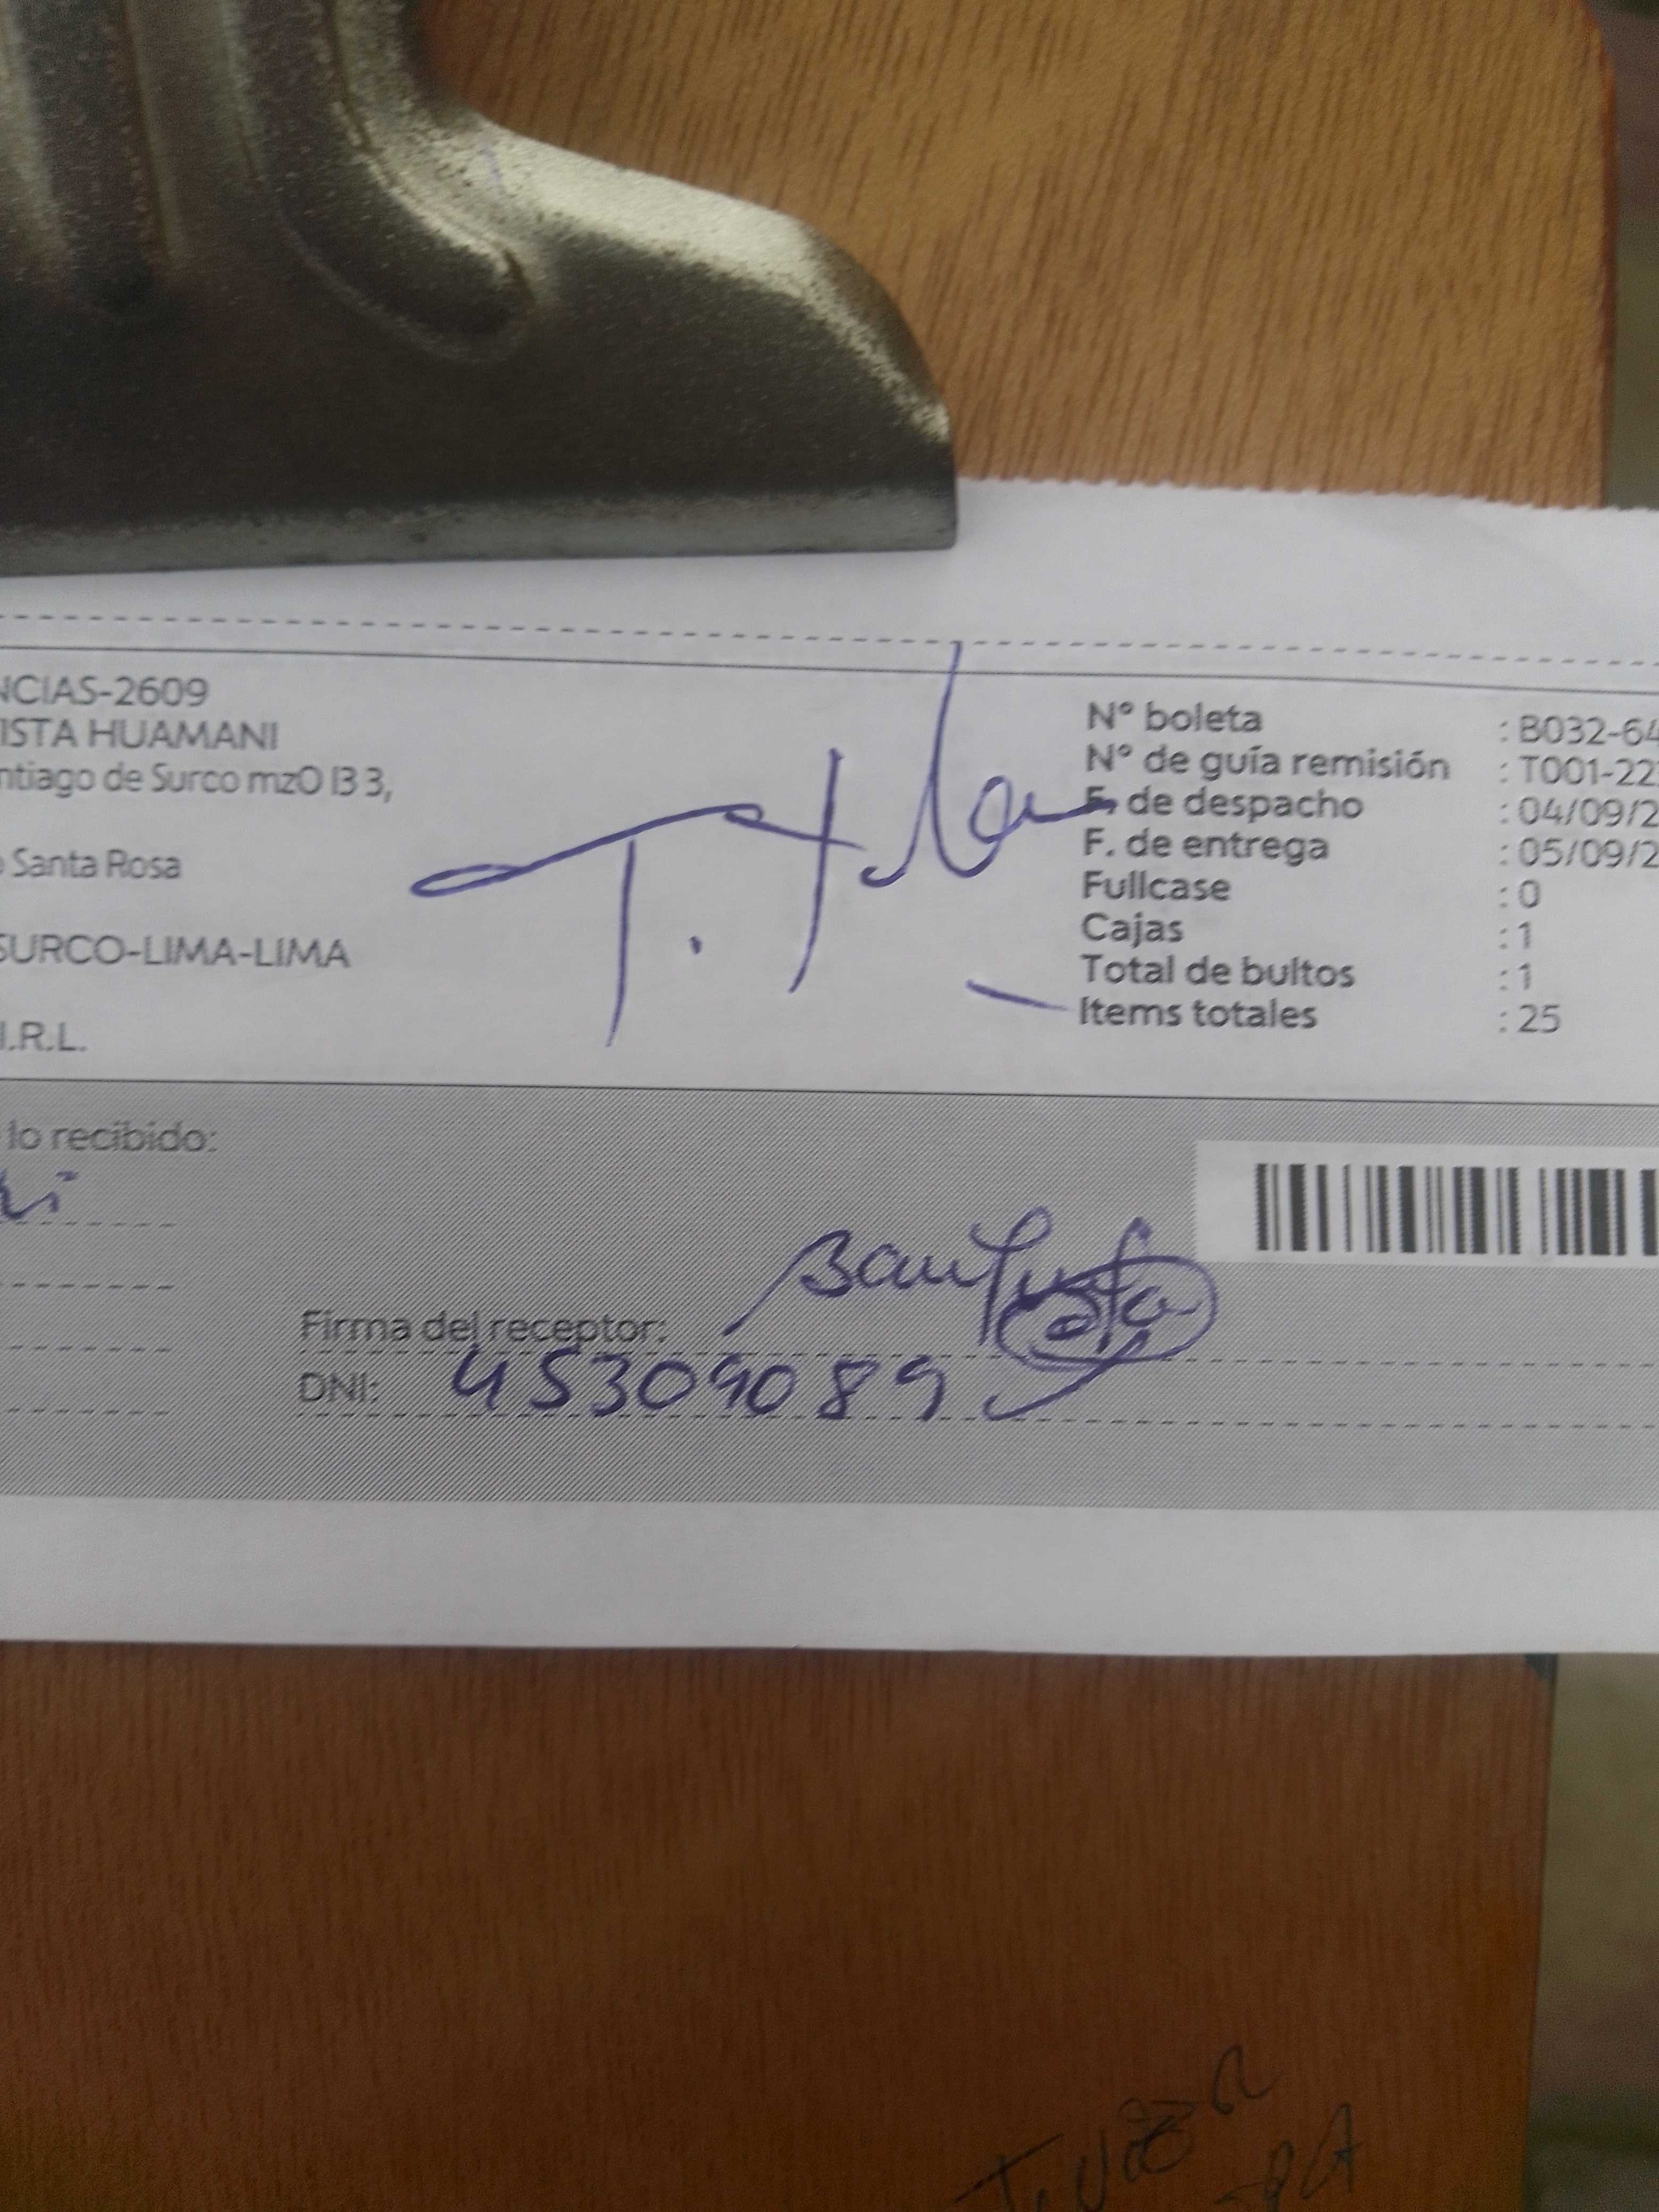 NCIAS-2609
ISTA HUAMANI
ntiago de Surco mzO l3 3,
Santa Rosa
SURCO-LIMA-LIMA
I.R.L.
N° boleta : B032-64
N° de guía remisión : T001-22
F. de despacho : 04/09/2
F. de entrega : 05/09/2
Fullcase : 0
Cajas : 1
Total de bultos : 1
Items totales : 25
lo recibido:
Firma del receptor:
DNI: 45309089